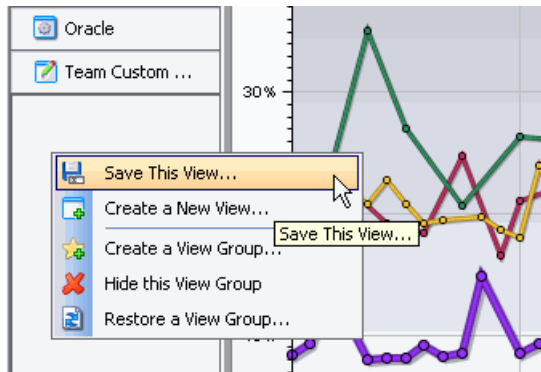 Oracle
Team Custom ...
30%
Save This View...
Create a New View...
Save This View...
Create a View Group...
Hide this View Group
Restore a View Group...